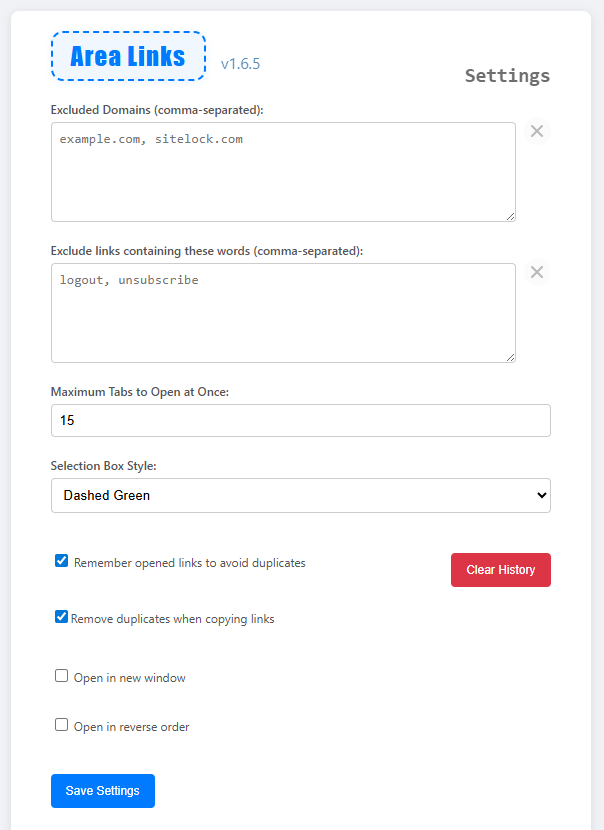 Area Links
v1.6.5
Settings
Excluded Domains (comma-separated):
example.com, sitelock.com
Exclude links containing these words (comma-separated):
logout, unsubscribe
Maximum Tabs to Open at Once:
15
Selection Box Style:
Dashed Green
Remember opened links to avoid duplicates
Clear History
Remove duplicates when copying links
Open in new window
Open in reverse order
Save Settings